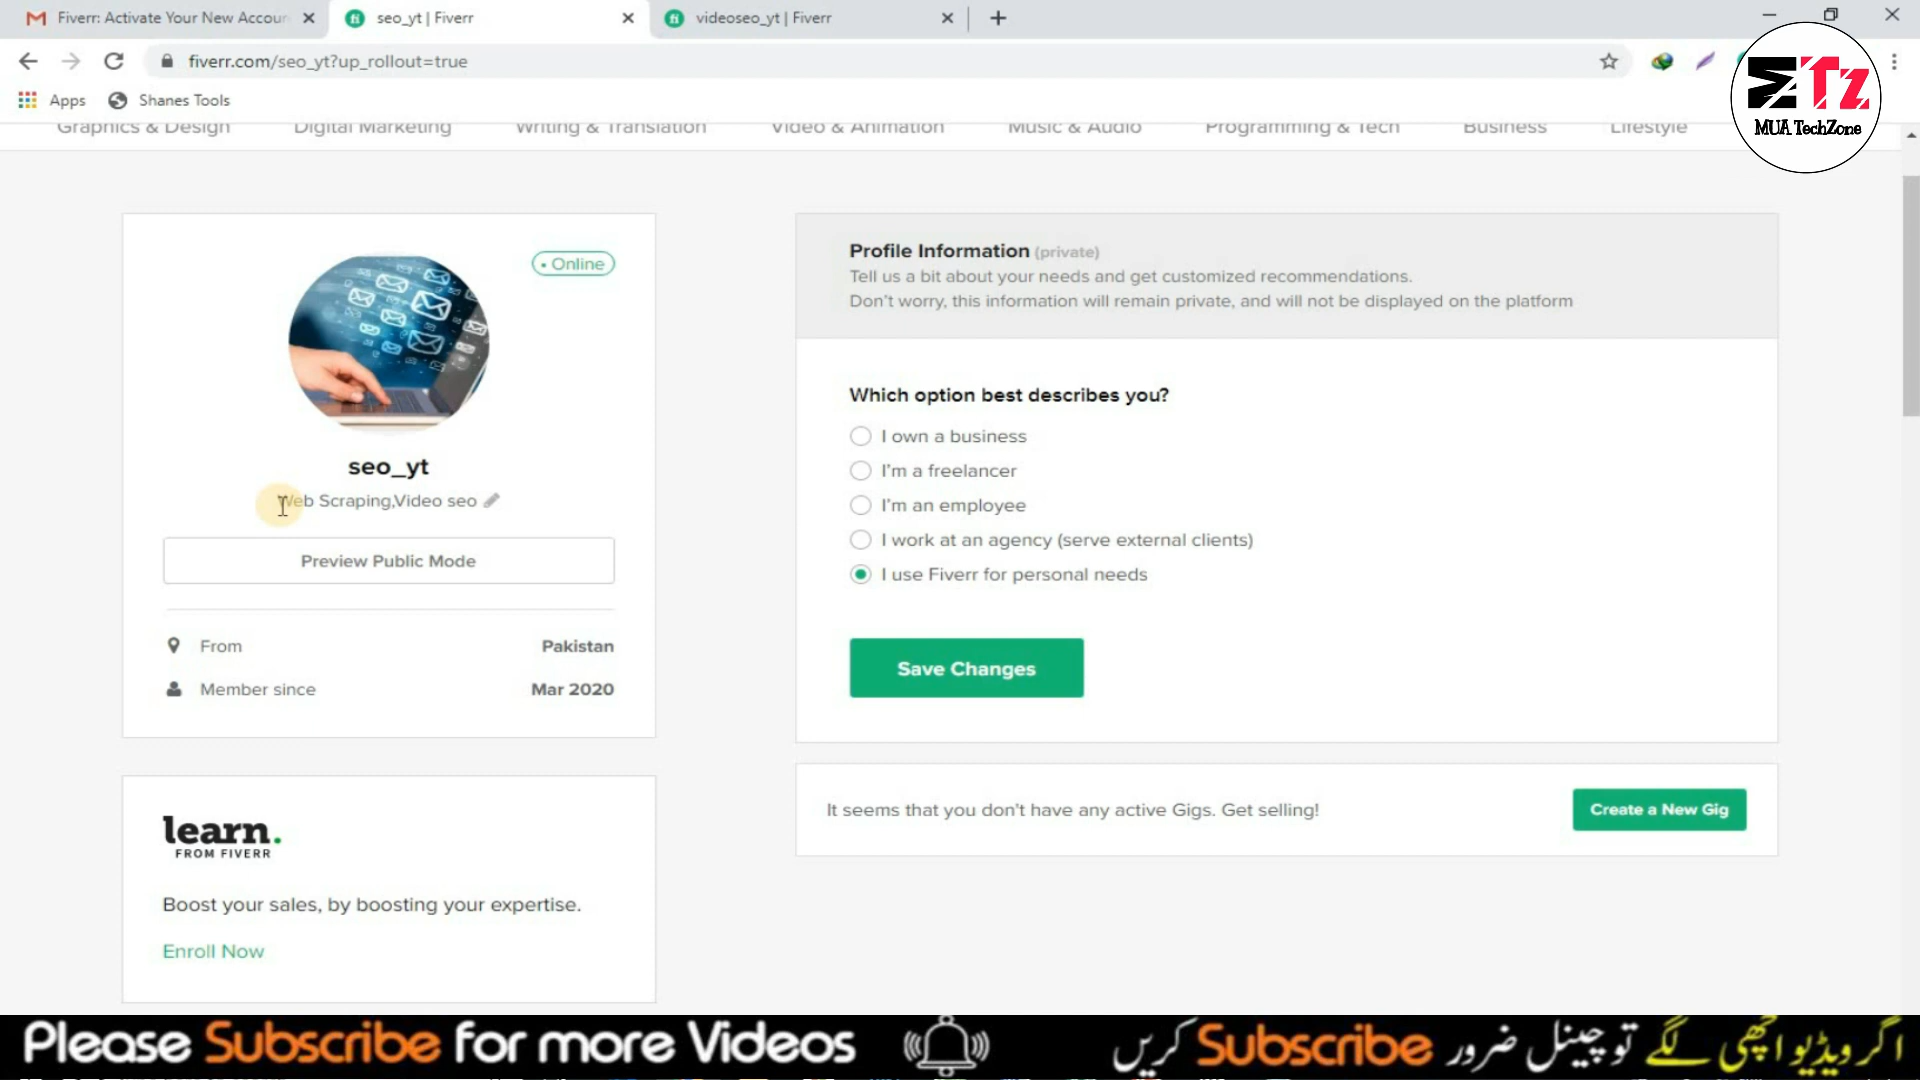 Fiverr: Activate Your New Accoun
seo_yt | Fiverr
videoseo_yt | Fiverr
fiverr.com/seo_yt?up_rollout=true
Apps
Shanes Tools
MTz
MUA TechZone
Graphics & Design
Digital Marketing
Writing & Translation
Video & Animation
Music & Audio
Programming & Tech
Business
Lifestyle
• Online
seo_yt
Web Scraping,Video seo
Preview Public Mode
From Pakistan
Member since Mar 2020
learn.
FROM FIVERR
Boost your sales, by boosting your expertise.
Enroll Now
Profile Information (private)
Tell us a bit about your needs and get customized recommendations.
Don't worry, this information will remain private, and will not be displayed on the platform
Which option best describes you?
I own a business
I'm a freelancer
I'm an employee
I work at an agency (serve external clients)
I use Fiverr for personal needs
Save Changes
It seems that you don't have any active Gigs. Get selling!
Create a New Gig
Please Subscribe for more Videos
اگر ویڈیو اچھی لگے تو چینل ضرور Subscribe کریں